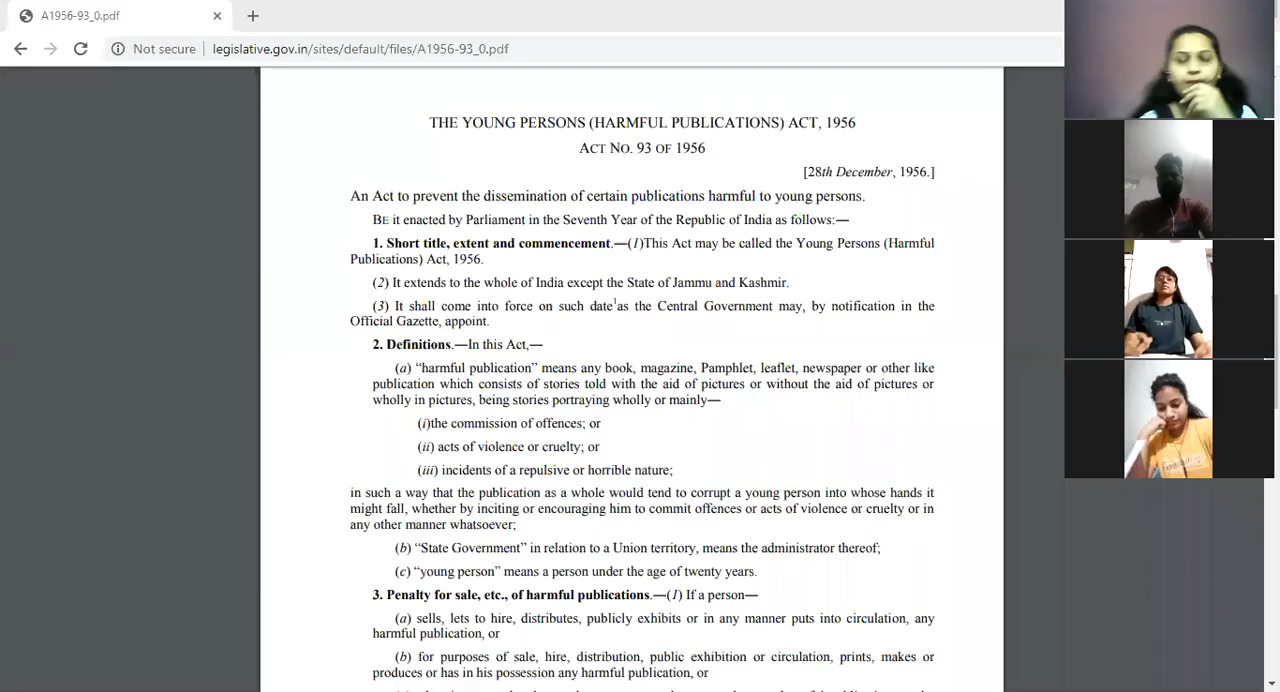 A1956-93_0.pdf
Not secure
legislative.gov.in/sites/default/files/A1956-93_0.pdf
THE YOUNG PERSONS (HARMFUL PUBLICATIONS) ACT, 1956
ACT NO. 93 OF 1956
[28th December, 1956.]
An Act to prevent the dissemination of certain publications harmful to young persons.
BE it enacted by Parliament in the Seventh Year of the Republic of India as follows:—
1. Short title, extent and commencement.—(1)This Act may be called the Young Persons (Harmful
Publications) Act, 1956.
(2) It extends to the whole of India except the State of Jammu and Kashmir.
(3) It shall come into force on such date1as the Central Government may, by notification in the
Official Gazette, appoint.
2. Definitions.—In this Act,—
(a) “harmful publication” means any book, magazine, Pamphlet, leaflet, newspaper or other like
publication which consists of stories told with the aid of pictures or without the aid of pictures or
wholly in pictures, being stories portraying wholly or mainly—
(i)the commission of offences; or
(ii) acts of violence or cruelty; or
(iii) incidents of a repulsive or horrible nature;
in such a way that the publication as a whole would tend to corrupt a young person into whose hands it
might fall, whether by inciting or encouraging him to commit offences or acts of violence or cruelty or in
any other manner whatsoever;
(b) “State Government” in relation to a Union territory, means the administrator thereof;
(c) “young person” means a person under the age of twenty years.
3. Penalty for sale, etc., of harmful publications.—(1) If a person—
(a) sells, lets to hire, distributes, publicly exhibits or in any manner puts into circulation, any
harmful publication, or
(b) for purposes of sale, hire, distribution, public exhibition or circulation, prints, makes or
produces or has in his possession any harmful publication, or